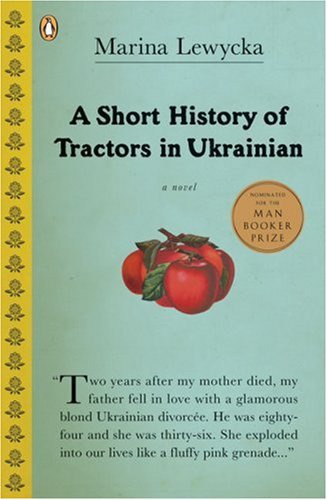 Marina Lewycka
A Short History of
Tractors in Ukrainian
a novel
NOMINATED
FOR THE
MAN
BOOKER
PRIZE
"Two years after my mother died, my
father fell in love with a glamorous
blond Ukrainian divorcée. He was eighty-
four and she was thirty-six. She exploded
into our lives like a fluffy pink grenade..."